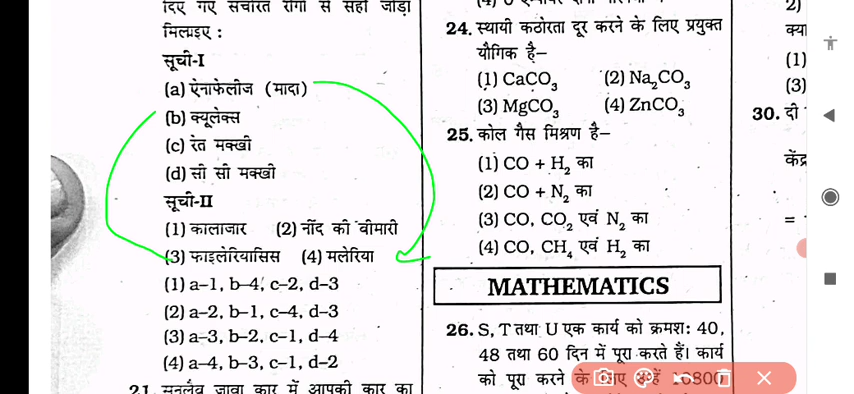 दिए गए संचारित रोगों से सही जोड़ा
मिलाइए :
सूची-I
(a) ऐनाफेलीज (मादा)
(b) क्यूलेक्स
(c) रेत मक्खी
(d) सी सी मक्खी
सूची-II
(1) कालाजार (2) नींद की बीमारी
(3) फाइलेरियासिस (4) मलेरिया
(1) a–1, b–4, c–2, d–3
(2) a–2, b–1, c–4, d–3
(3) a–3, b–2, c–1, d–4
(4) a–4, b–3, c–1, d–2
24. स्थायी कठोरता दूर करने के लिए प्रयुक्त
यौगिक है–
(1) CaCO₃ (2) Na₂CO₃
(3) MgCO₃ (4) ZnCO₃
25. कोल गैस मिश्रण है–
(1) CO + H₂ का
(2) CO + N₂ का
(3) CO, CO₂ एवं N₂ का
(4) CO, CH₄ एवं H₂ का
MATHEMATICS
26. S, T तथा U एक कार्य को क्रमश: 40,
48 तथा 60 दिन में पूरा करते हैं। कार्य
को पूरा करने के लिए उन्हें 10800
2)
क्या
(1)
(3)
30. दी
केंद्र
=